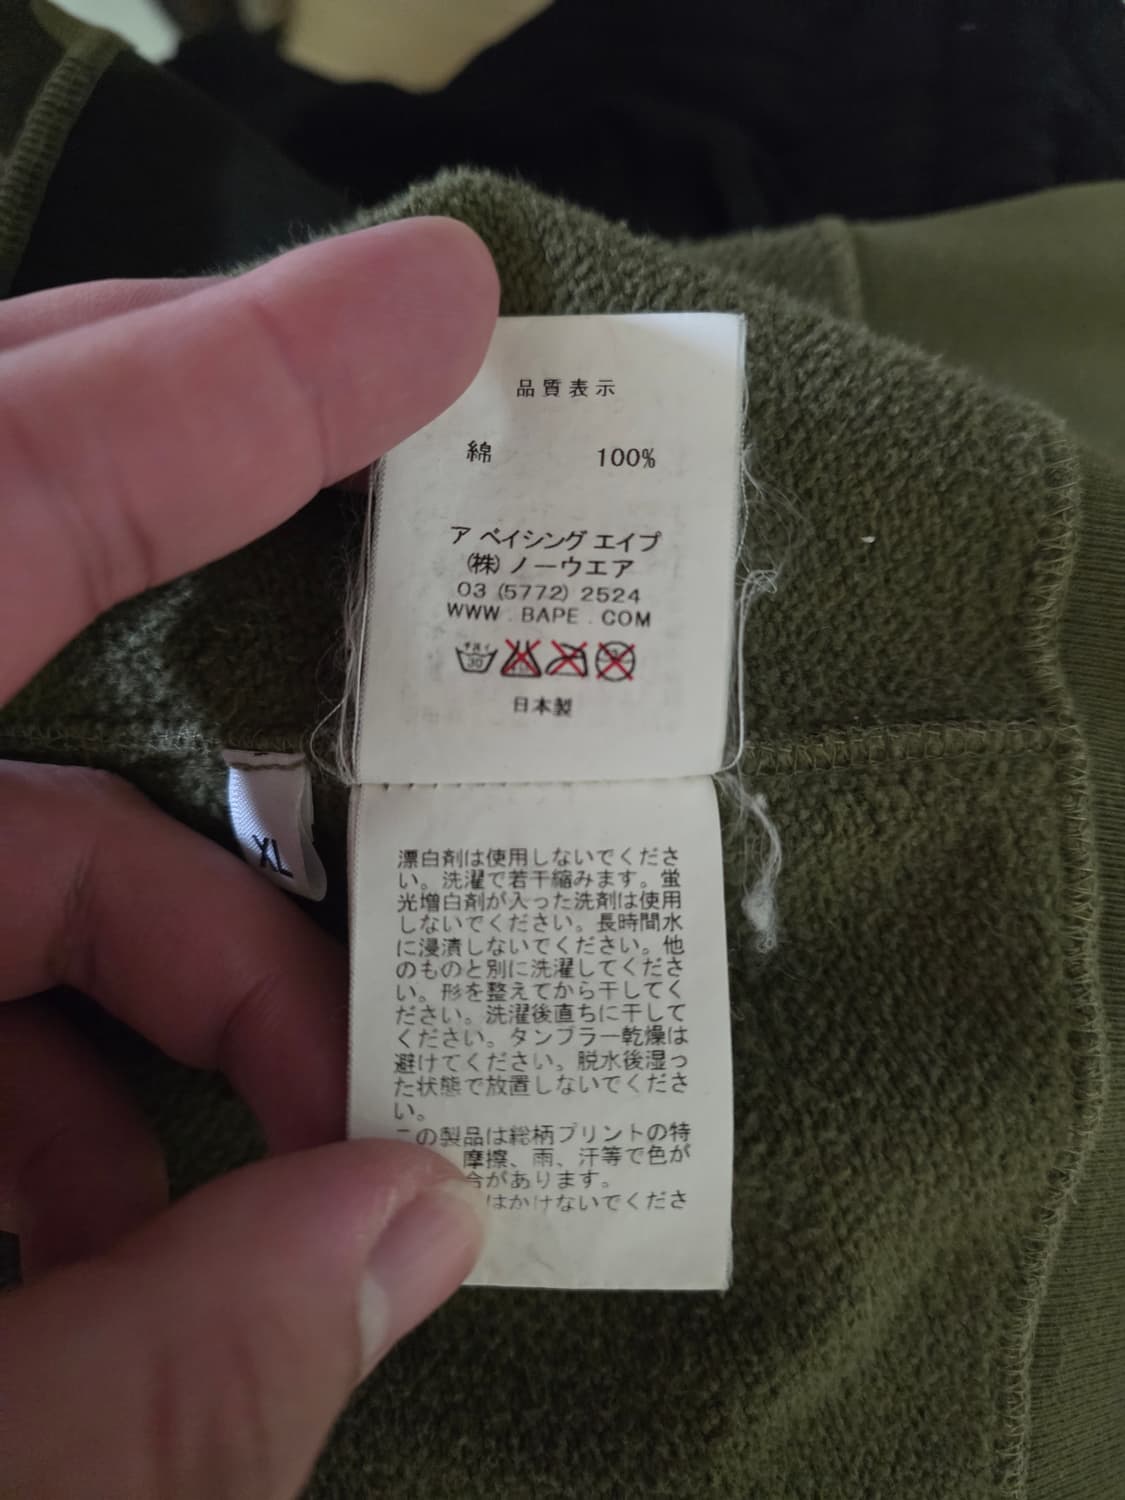 品質表示
綿 100%
ア ベイシング エイプ
(株) ノーウエア
03 (5772) 2524
WWW . BAPE . COM
30
日本製
XL
漂白剤は使用しないでくださ
い。洗濯で若干縮みます。蛍
光増白剤が入った洗剤は使用
しないでください。長時間水
に浸漬しないでください。他
のものと別に洗濯してくださ
い。形を整えてから干してく
ださい。洗濯後直ちに干して
ください。タンブラー乾燥は
避けてください。脱水後湿っ
た状態で放置しないでくださ
い。
この製品は総柄プリントの特
摩擦、雨、汗等で色が
合があります。
はかけないでくださ